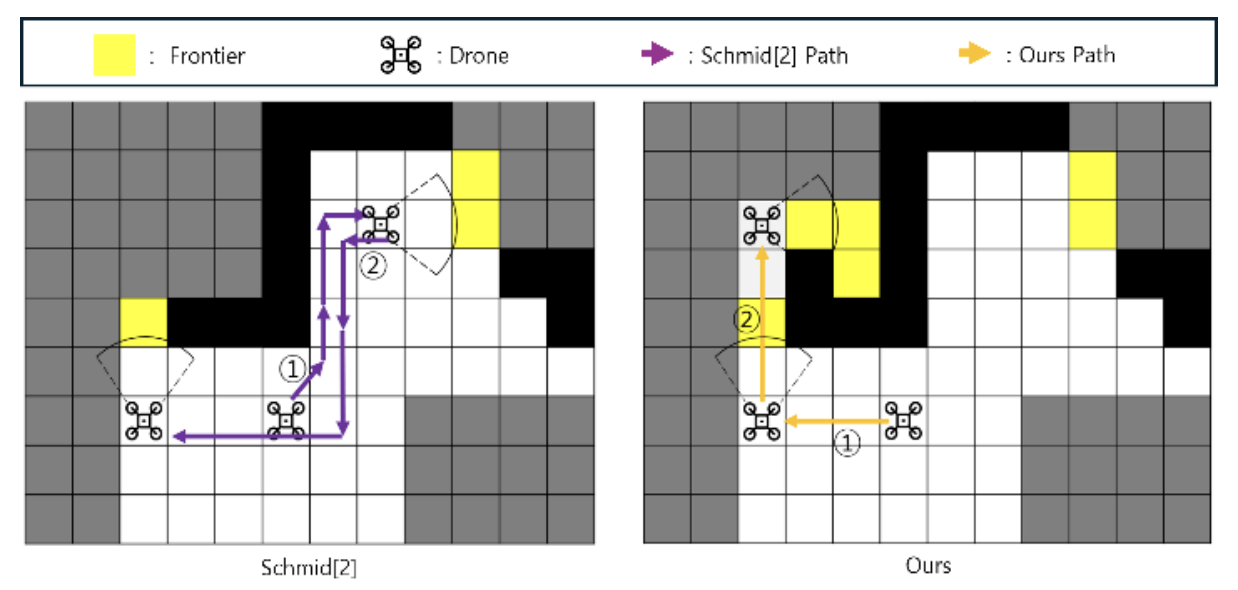 : Frontier : Drone : Schmid[2] Path : Ours Path
②
①
Schmid[2]
②
①
Ours